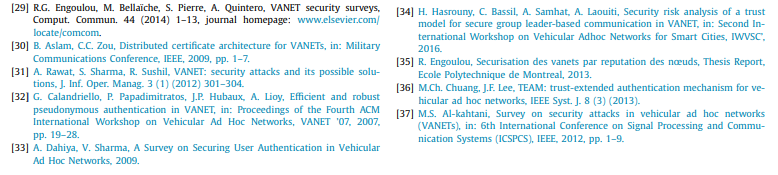 [29] R.G. Engoulou, M. Bellaïche, S. Pierre, A. Quintero, VANET security surveys,
Comput. Commun. 44 (2014) 1–13, journal homepage: www.elsevier.com/
locate/comcom.
[30] B. Aslam, C.C. Zou, Distributed certificate architecture for VANETs, in: Military
Communications Conference, IEEE, 2009, pp. 1–7.
[31] A. Rawat, S. Sharma, R. Sushil, VANET: security attacks and its possible solu-
tions, J. Inf. Oper. Manag. 3 (1) (2012) 301–304.
[32] G. Calandriello, P. Papadimitratos, J.P. Hubaux, A. Lioy, Efficient and robust
pseudonymous authentication in VANET, in: Proceedings of the Fourth ACM
International Workshop on Vehicular Ad Hoc Networks, VANET '07, 2007,
pp. 19–28.
[33] A. Dahiya, V. Sharma, A Survey on Securing User Authentication in Vehicular
Ad Hoc Networks, 2009.
[34] H. Hasrouny, C. Bassil, A. Samhat, A. Laouiti, Security risk analysis of a trust
model for secure group leader-based communication in VANET, in: Second In-
ternational Workshop on Vehicular Adhoc Networks for Smart Cities, IWVSC',
2016.
[35] R. Engoulou, Securisation des vanets par reputation des nœuds, Thesis Report,
Ecole Polytechnique de Montreal, 2013.
[36] M.Ch. Chuang, J.F. Lee, TEAM: trust-extended authentication mechanism for ve-
hicular ad hoc networks, IEEE Syst. J. 8 (3) (2013).
[37] M.S. Al-kahtani, Survey on security attacks in vehicular ad hoc networks
(VANETs), in: 6th International Conference on Signal Processing and Commu-
nication Systems (ICSPCS), IEEE, 2012, pp. 1–9.